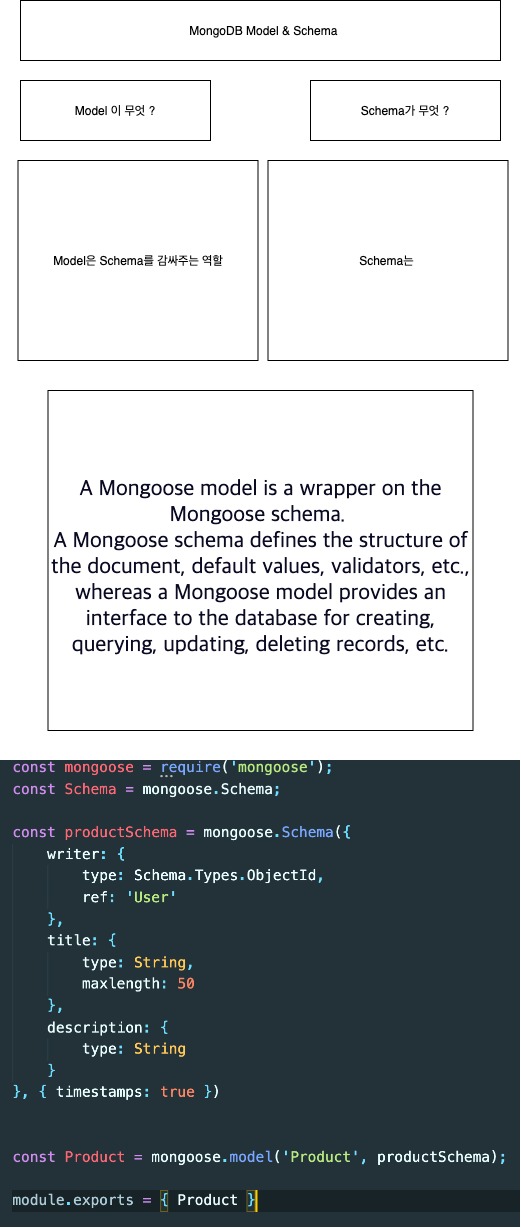 MongoDB Model & Schema
Model 이 무엇 ?
Schema가 무엇 ?
Model은 Schema를 감싸주는 역할
Schema는
A Mongoose model is a wrapper on the
Mongoose schema.
A Mongoose schema defines the structure of
the document, default values, validators, etc.,
whereas a Mongoose model provides an
interface to the database for creating,
querying, updating, deleting records, etc.
const mongoose = require('mongoose');
const Schema = mongoose.Schema;
const productSchema = mongoose.Schema({
    writer: {
        type: Schema.Types.ObjectId,
        ref: 'User'
    },
    title: {
        type: String,
        maxlength: 50
    },
    description: {
        type: String
    }
}, { timestamps: true })
const Product = mongoose.model('Product', productSchema);
module.exports = { Product }